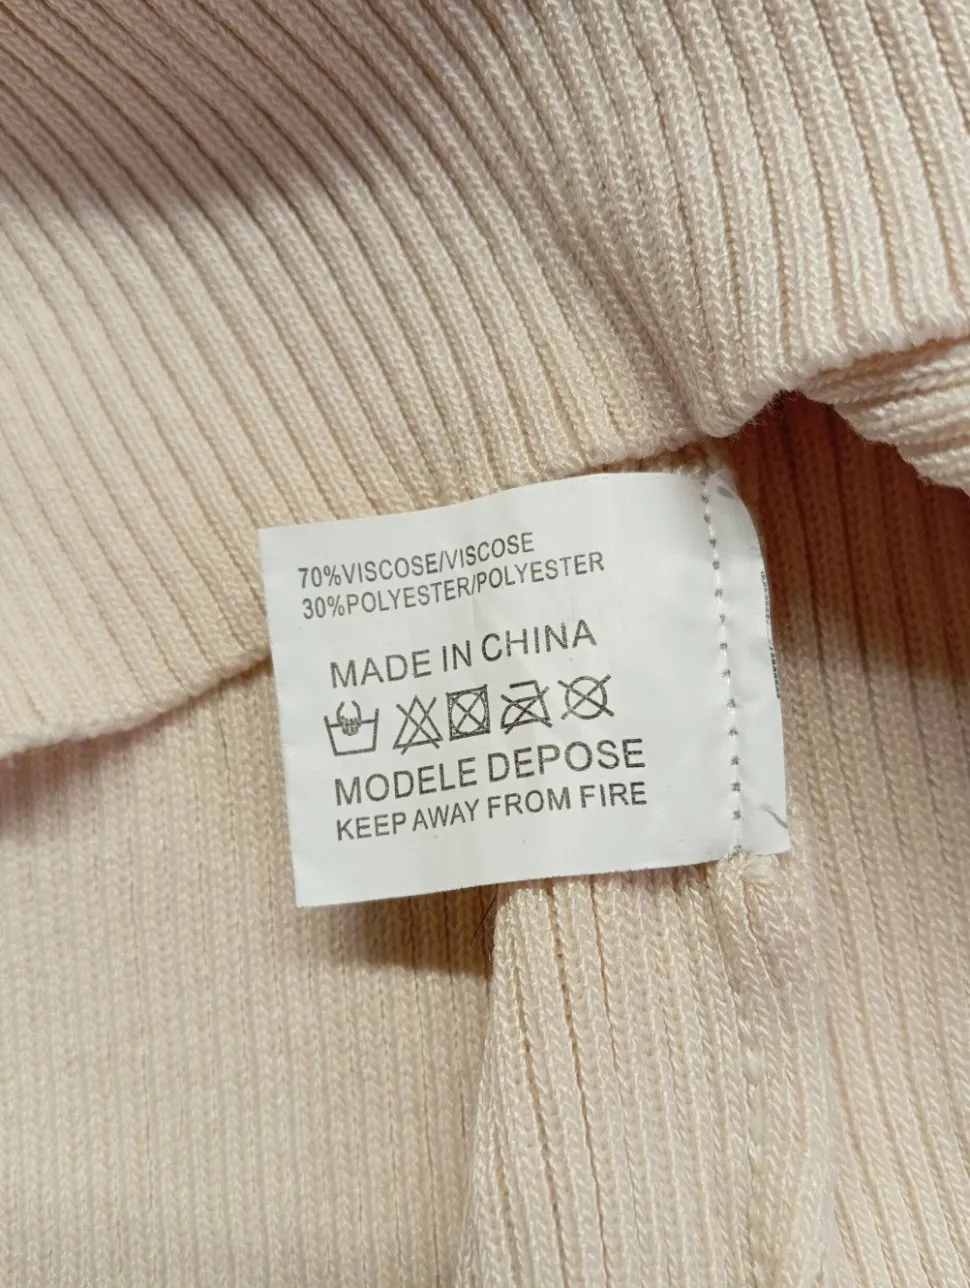 70%VISCOSE/VISCOSE
30%POLYESTER/POLYESTER
MADE IN CHINA
MODELE DEPOSE
KEEP AWAY FROM FIRE